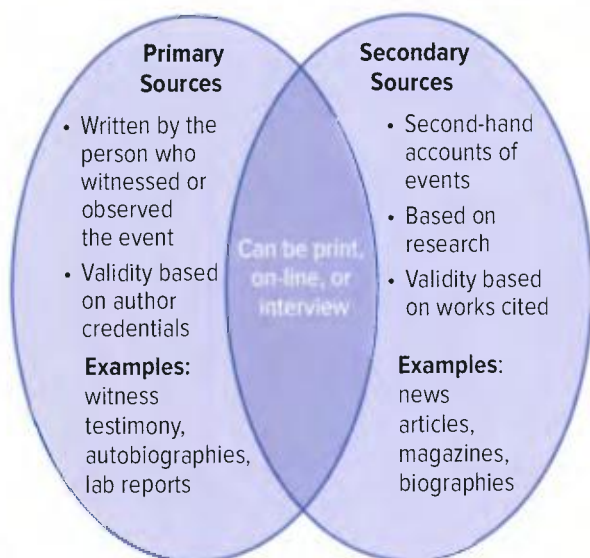 Primary
Sources
• Written by the
person who
witnessed or
observed
the event
• Validity based
on author
credentials
Examples:
witness
testimony,
autobiographies,
lab reports
Can be print,
on-line, or
interview
Secondary
Sources
• Second-hand
accounts of
events
• Based on
research
• Validity based
on works cited
Examples:
news
articles,
magazines,
biographies